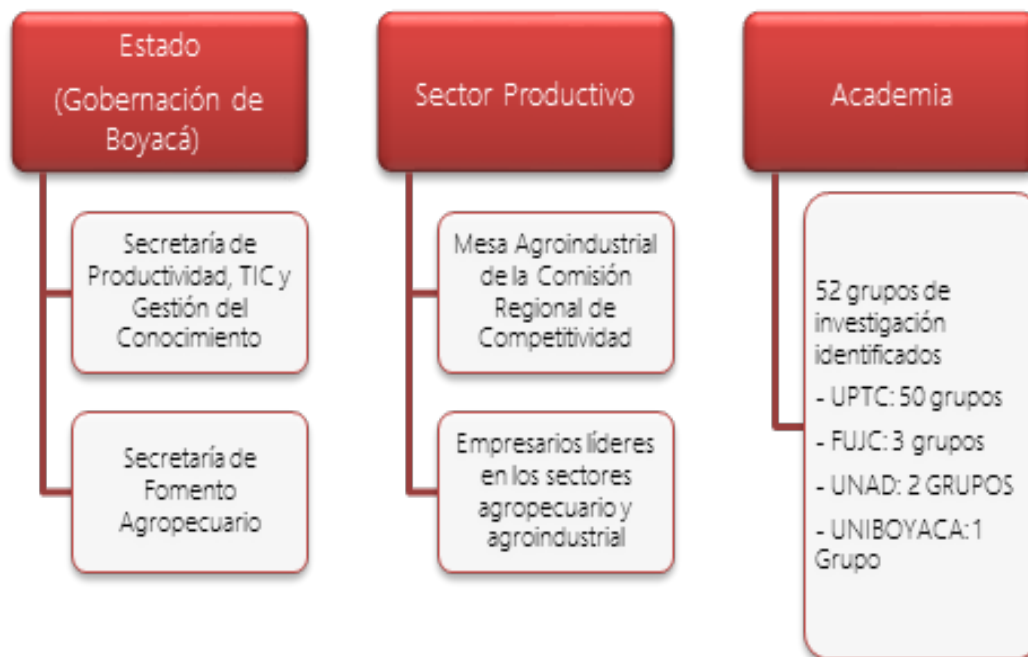 Estado
(Gobernación de
Boyacá)
Secretaría de
Productividad, TIC y
Gestión del
Conocimiento
Secretaría de
Fomento
Agropecuario
Sector Productivo
Mesa Agroindustrial
de la Comisión
Regional de
Competitividad
Empresarios líderes
en los sectores
agropecuario y
agroindustrial
Academia
52 grupos de
investigación
identificados
- UPTC: 50 grupos
- FUJC: 3 grupos
- UNAD: 2 GRUPOS
- UNIBOYACA: 1
Grupo